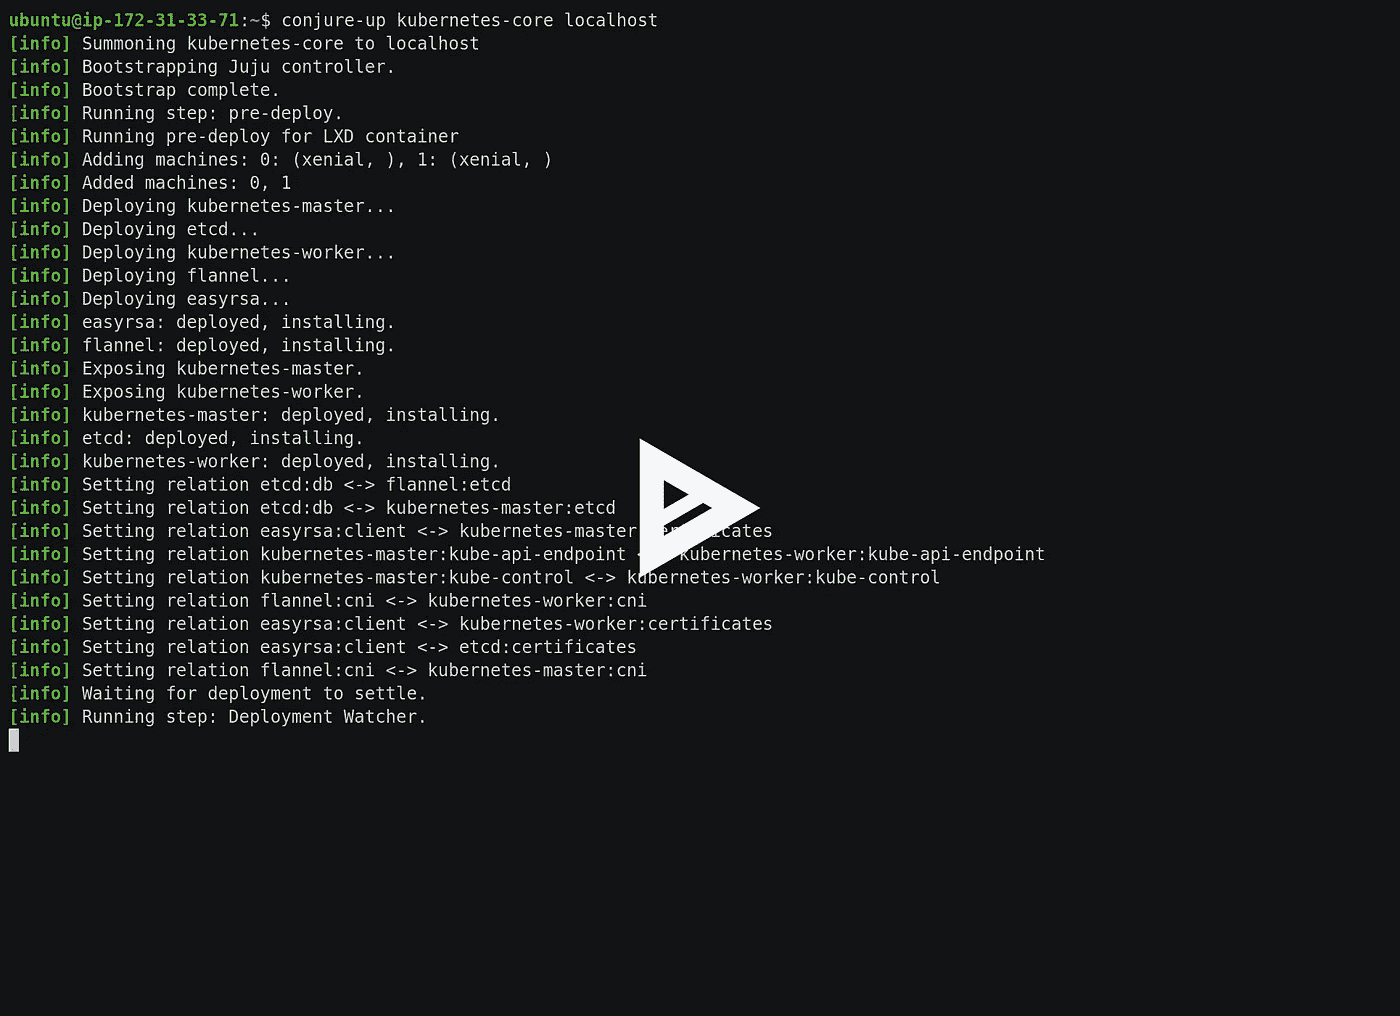 ubuntu@ip-172-31-33-71:~$ conjure-up kubernetes-core localhost
[info] Summoning kubernetes-core to localhost
[info] Bootstrapping Juju controller.
[info] Bootstrap complete.
[info] Running step: pre-deploy.
[info] Running pre-deploy for LXD container
[info] Adding machines: 0: (xenial, ), 1: (xenial, )
[info] Added machines: 0, 1
[info] Deploying kubernetes-master...
[info] Deploying etcd...
[info] Deploying kubernetes-worker...
[info] Deploying flannel...
[info] Deploying easyrsa...
[info] easyrsa: deployed, installing.
[info] flannel: deployed, installing.
[info] Exposing kubernetes-master.
[info] Exposing kubernetes-worker.
[info] kubernetes-master: deployed, installing.
[info] etcd: deployed, installing.
[info] kubernetes-worker: deployed, installing.
[info] Setting relation etcd:db <-> flannel:etcd
[info] Setting relation etcd:db <-> kubernetes-master:etcd
[info] Setting relation easyrsa:client <-> kubernetes-master
[info] Setting relation kubernetes-master:kube-api-endpoint kubernetes-worker:kube-api-endpoint
[info] Setting relation kubernetes-master:kube-control <-> kubernetes-worker:kube-control
[info] Setting relation flannel:cni <-> kubernetes-worker:cni
[info] Setting relation easyrsa:client <-> kubernetes-worker:certificates
[info] Setting relation easyrsa:client <-> etcd:certificates
[info] Setting relation flannel:cni <-> kubernetes-master:cni
[info] Waiting for deployment to settle.
[info] Running step: Deployment Watcher.